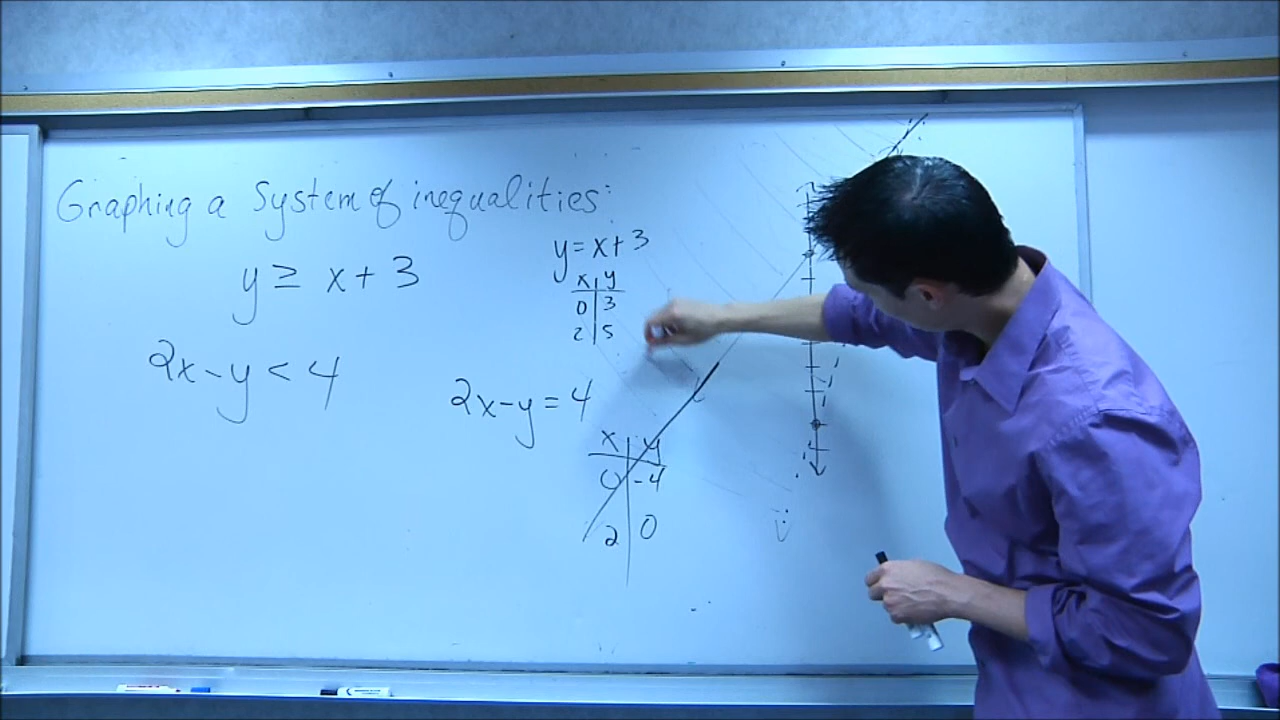 Graphing a System of inequalities:
y ≥ x + 3
2x - y < 4
y = x + 3
x y
0 3
2 5
2x - y = 4
x y
0 -4
2 0